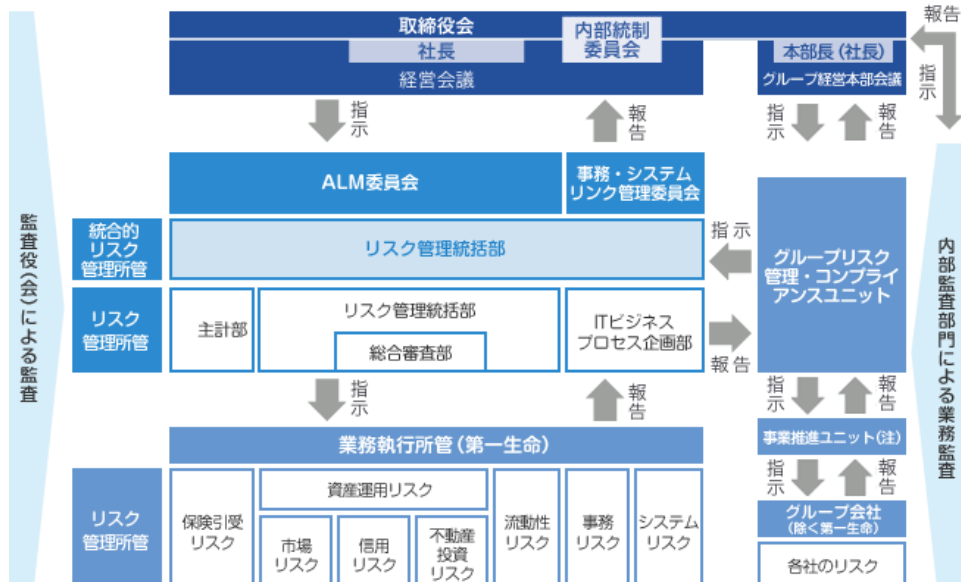 取締役会
社長
経営会議
内部統制
委員会
本部長(社長)
グループ経営本部会議
報告
指示
指示
報告
指示
報告
監査役(会)による監査
内部監査部門による業務監査
ALM委員会
事務・システム
リンク管理委員会
統合的
リスク
管理所管
リスク管理統括部
指示
グループリスク
管理・コンプライ
アンスユニット
リスク
管理所管
主計部
リスク管理統括部
総合審査部
ITビジネス
プロセス企画部
報告
指示
報告
指示
報告
業務執行所管(第一生命)
事業推進ユニット(注)
指示
報告
リスク
管理所管
保険引受
リスク
資産運用リスク
市場
リスク
信用
リスク
不動産
投資
リスク
流動性
リスク
事務
リスク
システム
リスク
グループ会社
(除く第一生命)
各社のリスク